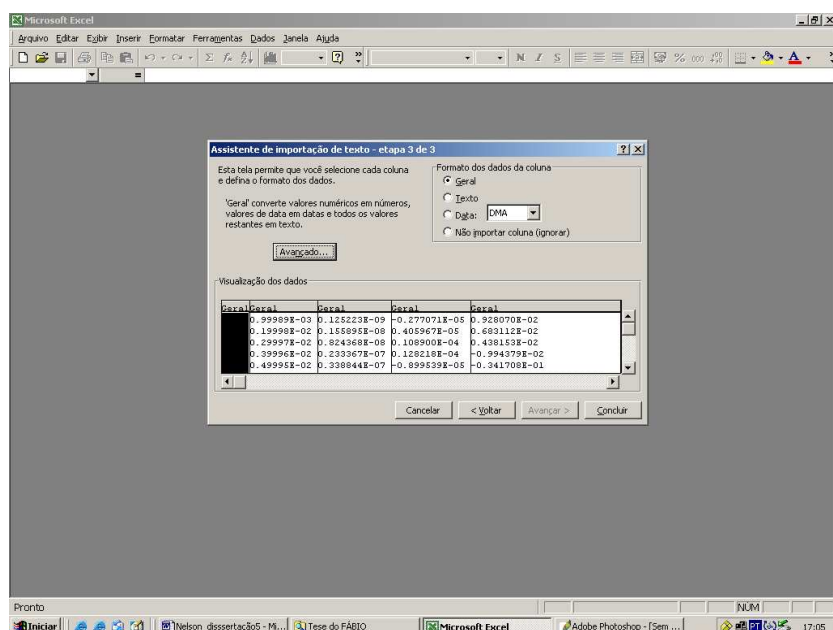 Microsoft Excel
Arquivo Editar Exibir Inserir Formatar Ferramentas Dados Janela Ajuda
N I S % 000
=
Assistente de importação de texto - etapa 3 de 3
Esta tela permite que você selecione cada coluna
e defina o formato dos dados.
'Geral' converte valores numéricos em números,
valores de data em datas e todos os valores
restantes em texto.
Avançado...
Formato dos dados da coluna
Geral
Texto
Data: DMA
Não importar coluna (ignorar)
Visualização dos dados
Geral Geral Geral Geral Geral
0.99989E-03 0.125223E-09 -0.277071E-05 0.928070E-02
0.19998E-02 0.155895E-08 0.405967E-05 0.683112E-02
0.29997E-02 0.824368E-08 0.108900E-04 0.438153E-02
0.39996E-02 0.233367E-07 0.128218E-04 -0.994379E-02
0.49995E-02 0.338844E-07 -0.899539E-05 -0.341708E-01
Cancelar < Voltar Avançar > Concluir
Pronto
NÚM
Iniciar Nelson_disssertacão5 - Mi... Tese do FÁBIO Microsoft Excel Adobe Photoshop - [Sem ... PT 17:05